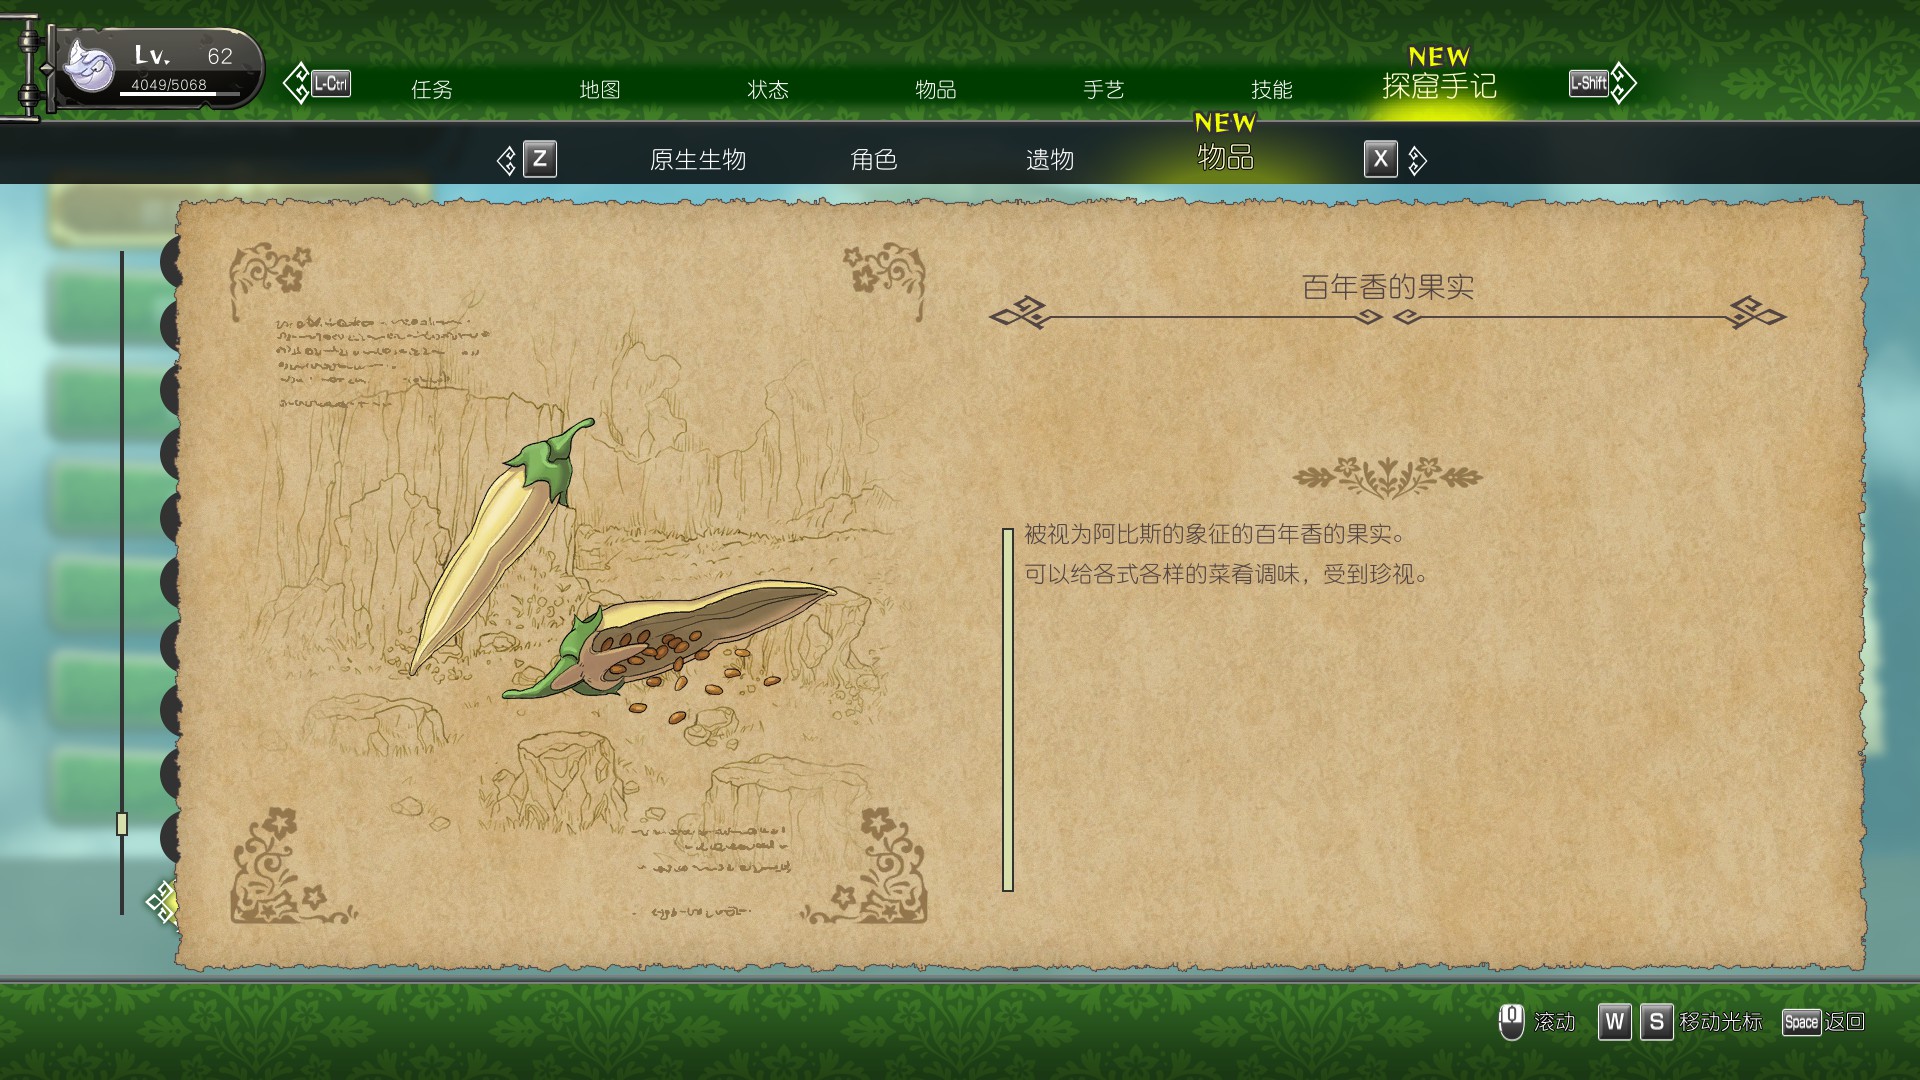 Lv. 62
4049/5068
L-Ctrl
任务
地图
状态
物品
手艺
技能
NEW
探窟手记
L-Shift
Z
原生生物
角色
遗物
NEW
物品
X
百年香的果实
被视为阿比斯的象征的百年香的果实。
可以给各式各样的菜肴调味，受到珍视。
滚动
W S 移动光标
Space 返回